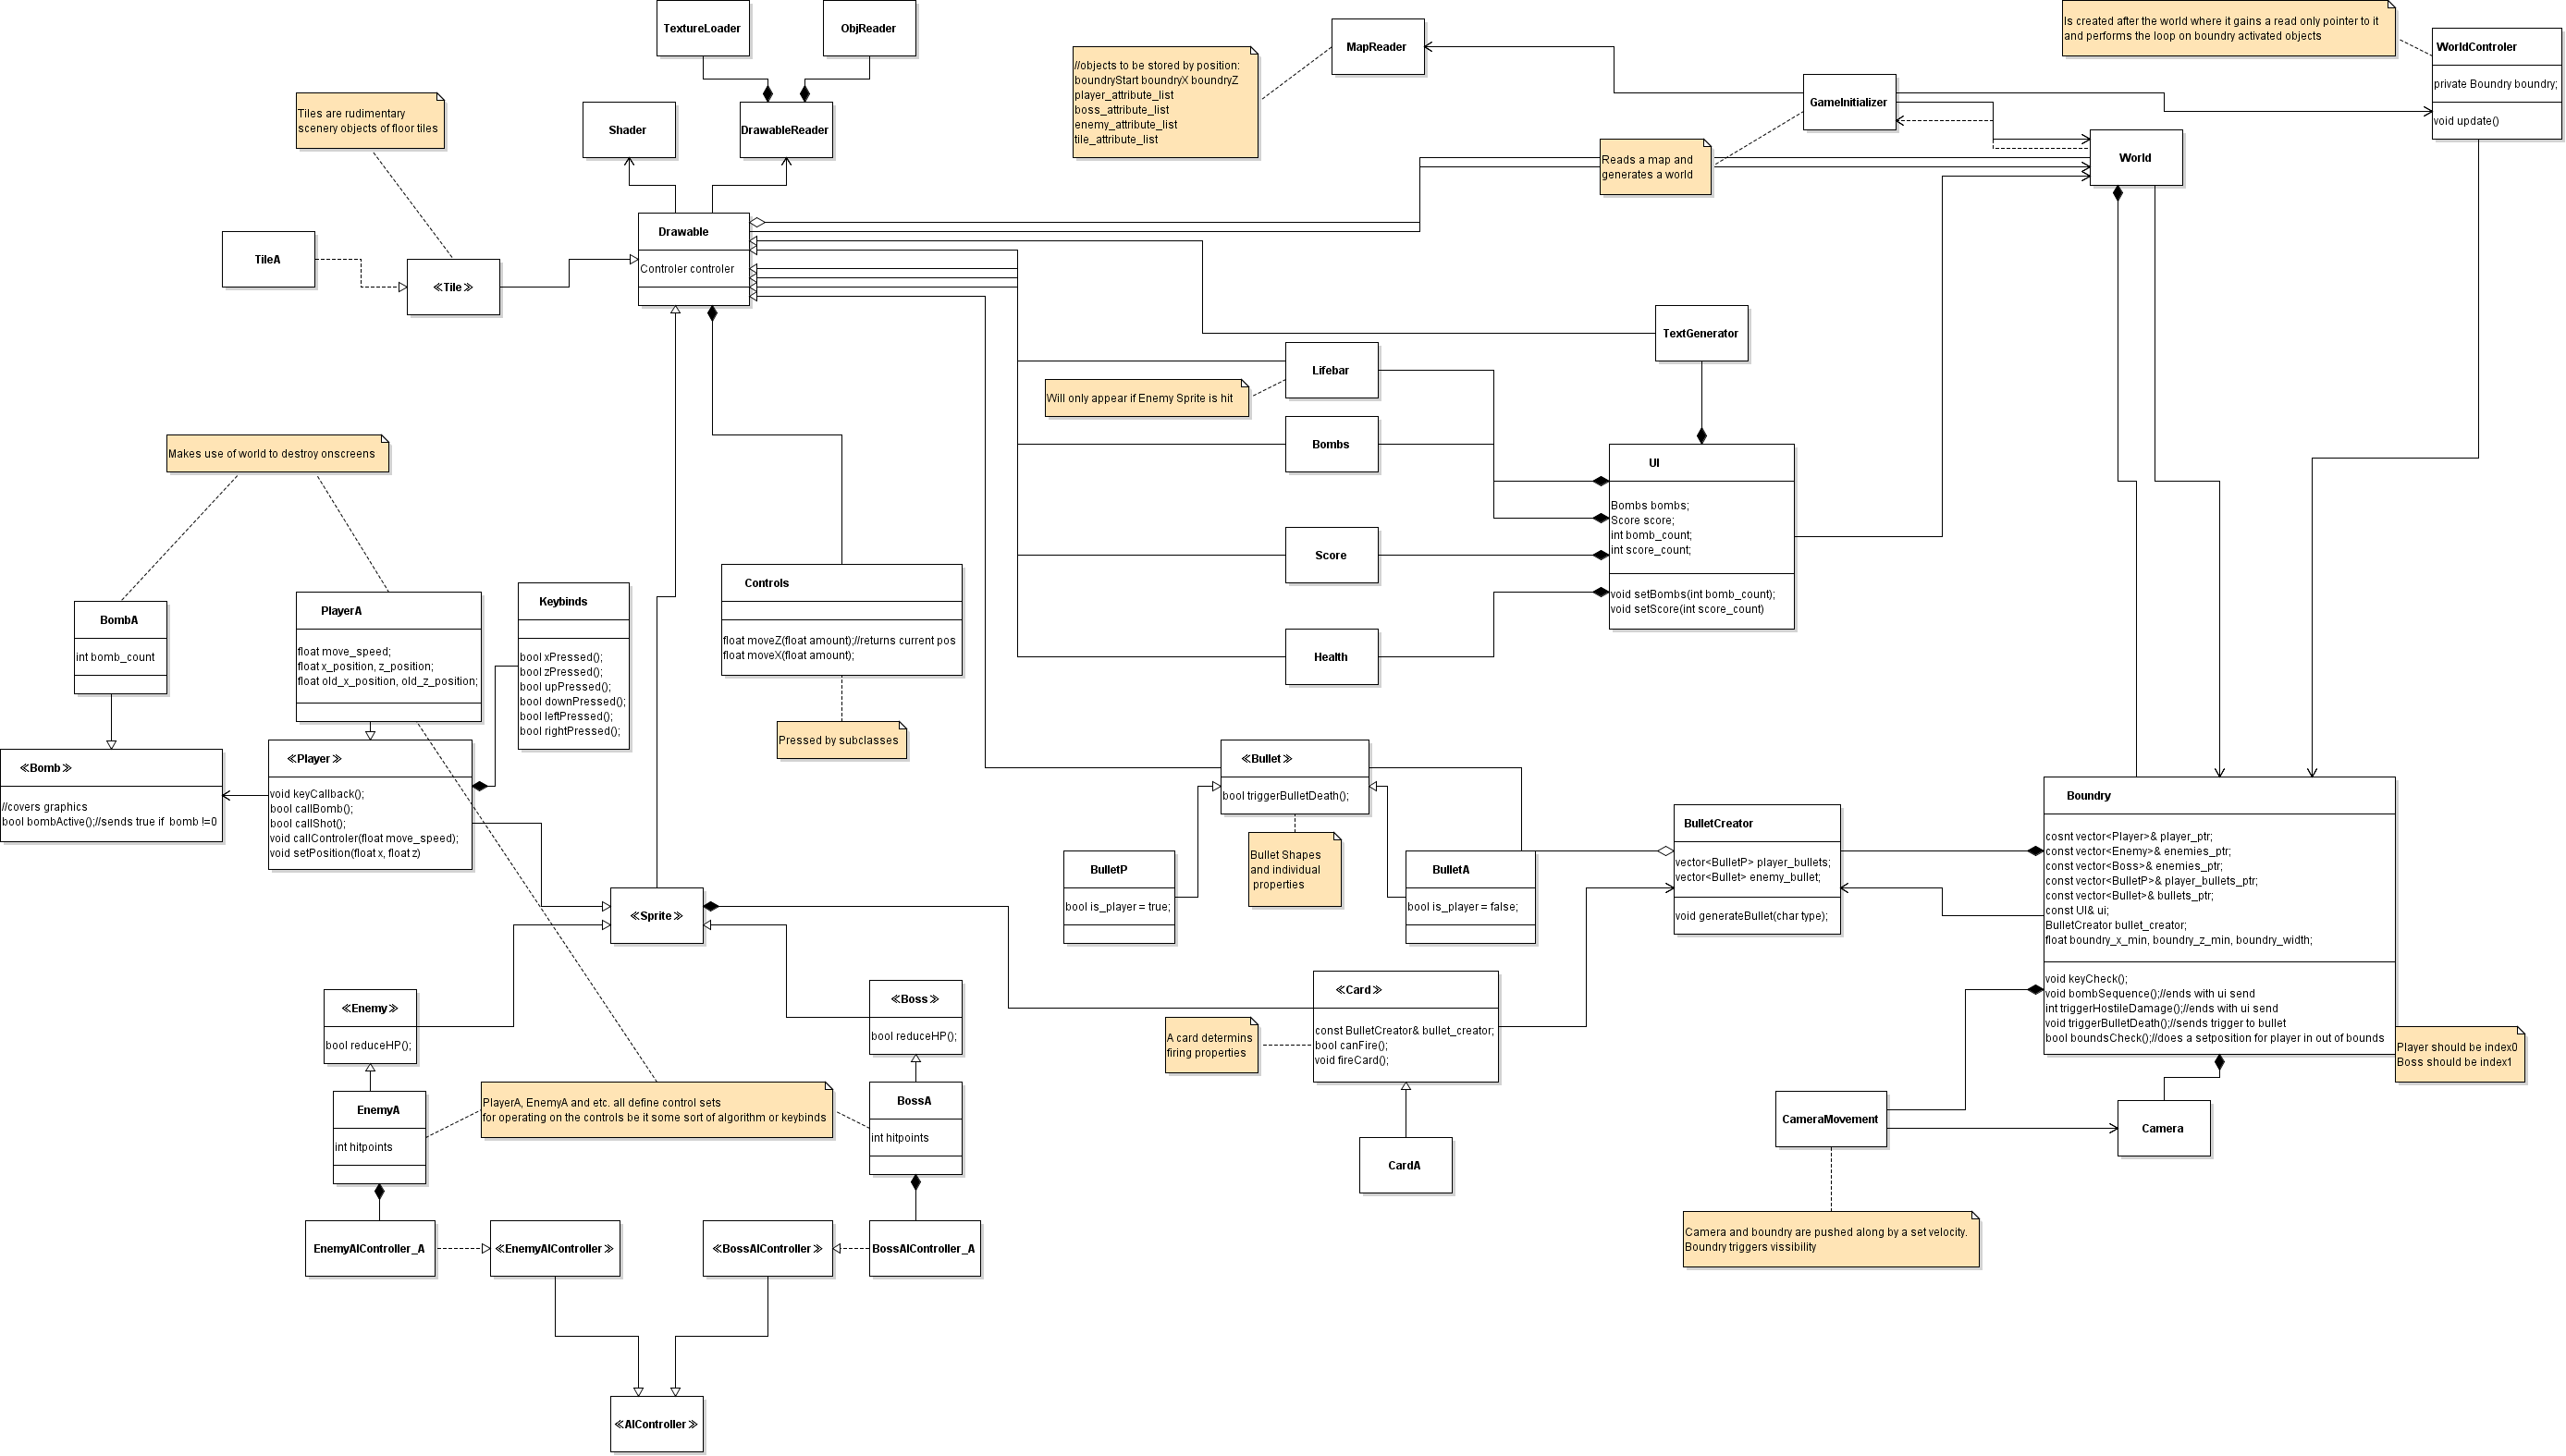 TextureLoader
ObjReader
MapReader
//objects to be stored by position:
boundryStart boundryX boundryZ
player_attribute_list
boss_attribute_list
enemy_attribute_list
tile_attribute_list
Is created after the world where it gains a read only pointer to it
and performs the loop on boundry activated objects
WorldControler
private Boundry boundry;
void update()
GameInitializer
Tiles are rudimentary
scenery objects of floor tiles
Shader
DrawableReader
Reads a map and
generates a world
World
Drawable
Controler controler
TileA
≪Tile≫
TextGenerator
Lifebar
Will only appear if Enemy Sprite is hit
Bombs
Makes use of world to destroy onscreens
UI
Bombs bombs;
Score score;
int bomb_count;
int score_count;
void setBombs(int bomb_count);
void setScore(int score_count)
Score
Health
Controls
float moveZ(float amount);//returns current pos
float moveX(float amount);
Pressed by subclasses
Keybinds
bool xPressed();
bool zPressed();
bool upPressed();
bool downPressed();
bool leftPressed();
bool rightPressed();
BombA
int bomb_count
PlayerA
float move_speed;
float x_position, z_position;
float old_x_position, old_z_position;
≪Bomb≫
//covers graphics
bool bombActive();//sends true if  bomb !=0
≪Player≫
void keyCallback();
bool callBomb();
bool callShot();
void callControler(float move_speed);
void setPosition(float x, float z)
≪Bullet≫
bool triggerBulletDeath();
Bullet Shapes
and individual
properties
BulletP
bool is_player = true;
BulletA
bool is_player = false;
BulletCreator
vector<BulletP> player_bullets;
vector<Bullet> enemy_bullet;
void generateBullet(char type);
Boundry
cosnt vector<Player>& player_ptr;
const vector<Enemy>& enemies_ptr;
const vector<Boss>& enemies_ptr;
const vector<BulletP>& player_bullets_ptr;
const vector<Bullet>& bullets_ptr;
const UI& ui;
BulletCreator bullet_creator;
float boundry_x_min, boundry_z_min, boundry_width;
void keyCheck();
void bombSequence();//ends with ui send
int triggerHostileDamage();//ends with ui send
void triggerBulletDeath();//sends trigger to bullet
bool boundsCheck();//does a setposition for player in out of bounds
Player should be index0
Boss should be index1
≪Sprite≫
≪Enemy≫
bool reduceHP();
≪Boss≫
bool reduceHP();
≪Card≫
const BulletCreator& bullet_creator;
bool canFire();
void fireCard();
A card determins
firing properties
EnemyA
int hitpoints
PlayerA, EnemyA and etc. all define control sets
for operating on the controls be it some sort of algorithm or keybinds
BossA
int hitpoints
CardA
CameraMovement
Camera
Camera and boundry are pushed along by a set velocity.
Boundry triggers vissibility
EnemyAIController_A
≪EnemyAIController≫
≪BossAIController≫
BossAIController_A
≪AIController≫